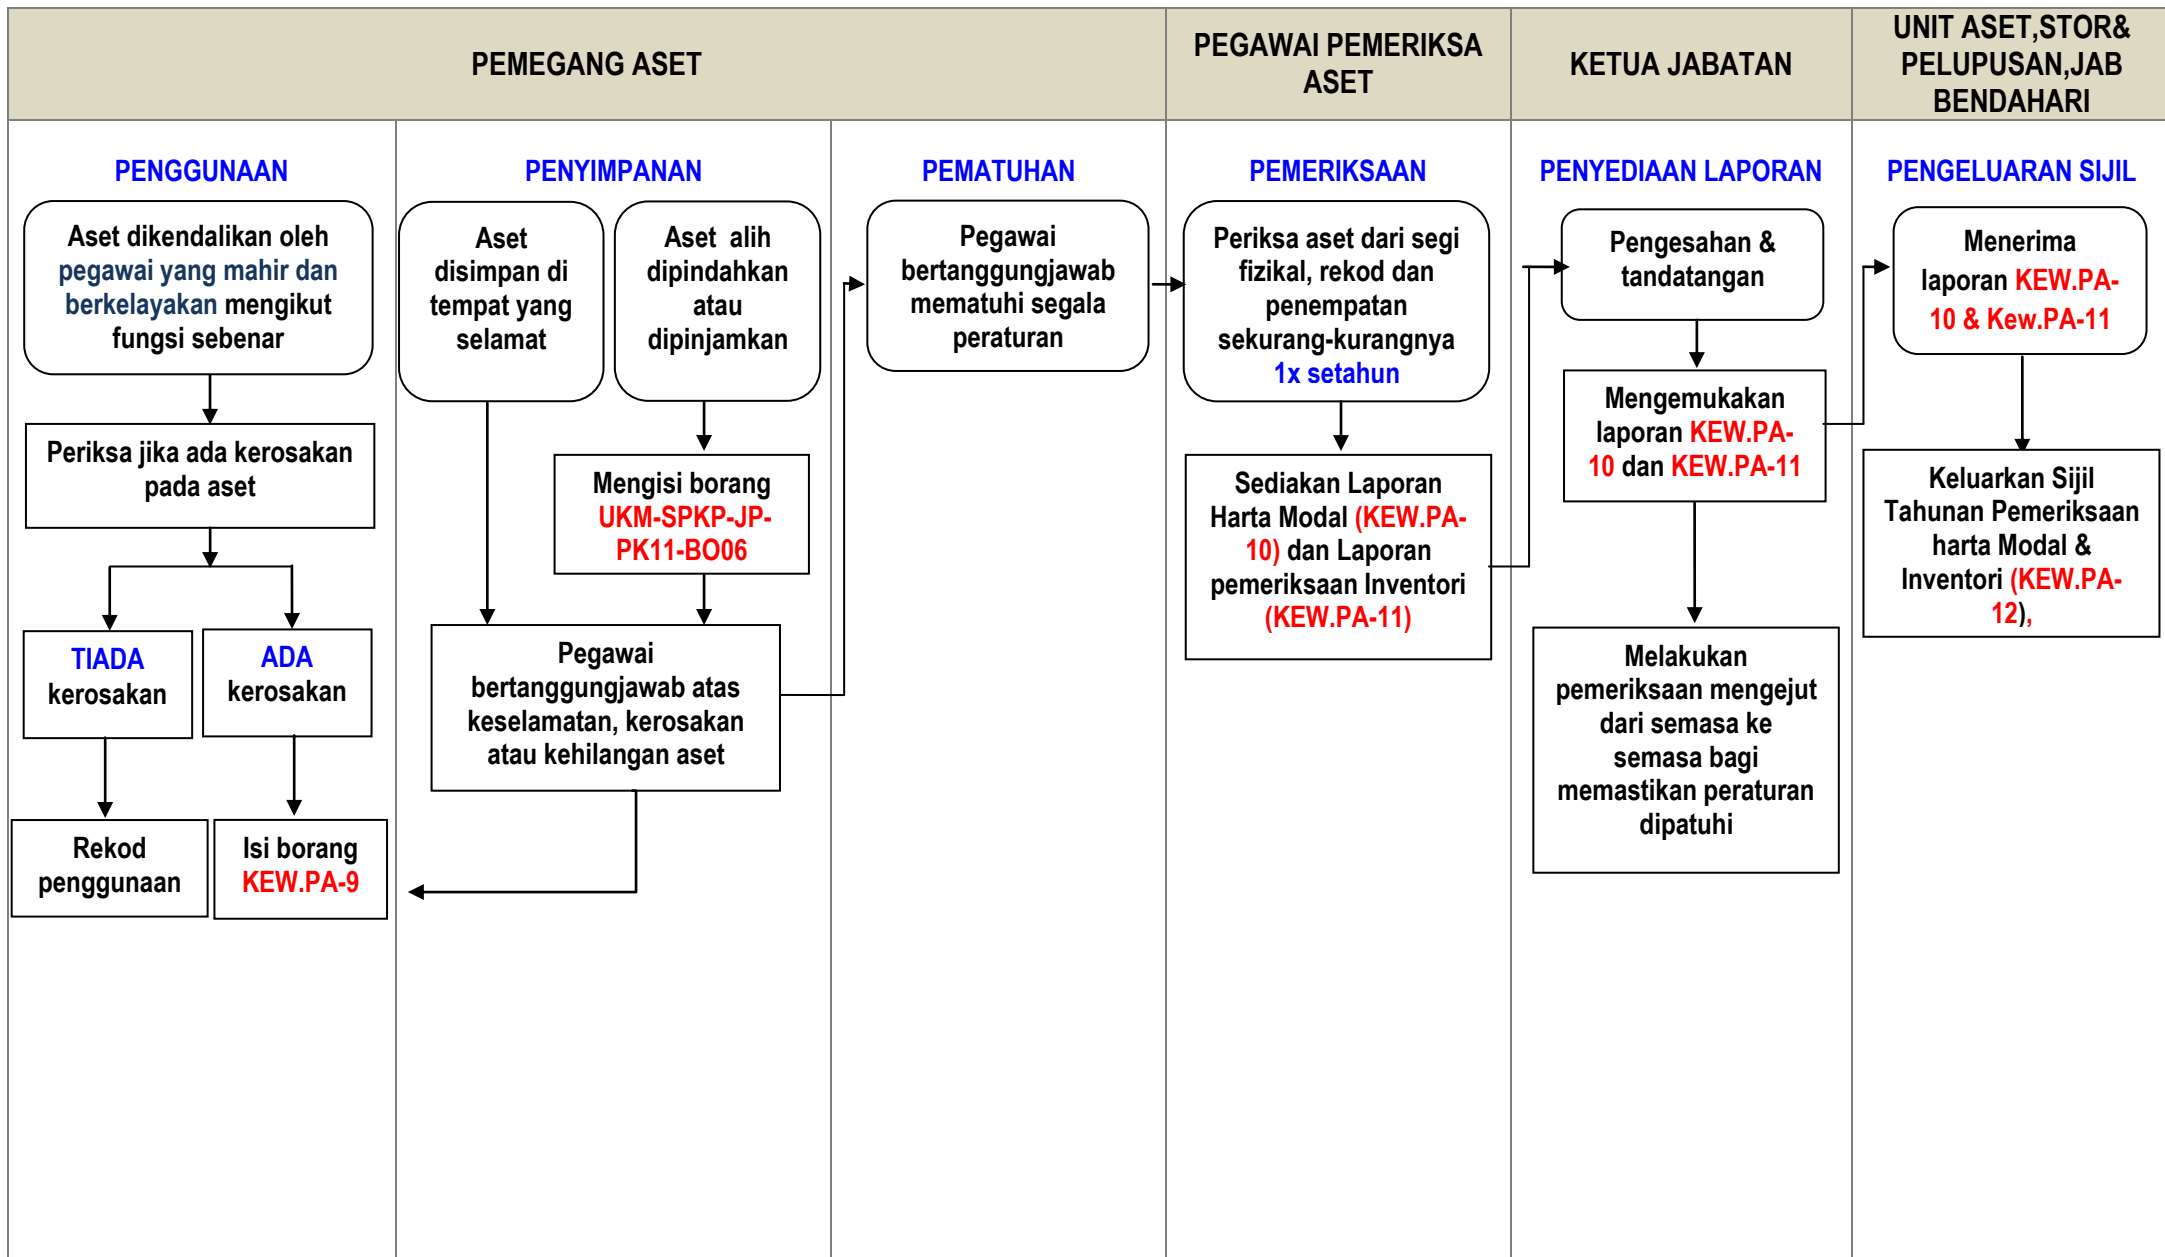 PEMEGANG ASET
PEGAWAI PEMERIKSA
ASET
KETUA JABATAN
UNIT ASET,STOR&
PELUPUSAN,JAB
BENDAHARI
PENGGUNAAN
Aset dikendalikan oleh
pegawai yang mahir dan
berkelayakan mengikut
fungsi sebenar
Periksa jika ada kerosakan
pada aset
TIADA
kerosakan
ADA
kerosakan
Rekod
penggunaan
Isi borang
KEW.PA-9
PENYIMPANAN
Aset
disimpan di
tempat yang
selamat
Aset alih
dipindahkan
atau
dipinjamkan
Mengisi borang
UKM-SPKP-JP-
PK11-BO06
Pegawai
bertanggungjawab atas
keselamatan, kerosakan
atau kehilangan aset
PEMATUHAN
Pegawai
bertanggungjawab
mematuhi segala
peraturan
PEMERIKSAAN
Periksa aset dari segi
fizikal, rekod dan
penempatan
sekurang-kurangnya
1x setahun
Sediakan Laporan
Harta Modal (KEW.PA-
10) dan Laporan
pemeriksaan Inventori
(KEW.PA-11)
PENYEDIAAN LAPORAN
Pengesahan &
tandatangan
Mengemukakan
laporan KEW.PA-
10 dan KEW.PA-11
Melakukan
pemeriksaan mengejut
dari semasa ke
semasa bagi
memastikan peraturan
dipatuhi
PENGELUARAN SIJIL
Menerima
laporan KEW.PA-
10 & Kew.PA-11
Keluarkan Sijil
Tahunan Pemeriksaan
harta Modal &
Inventori (KEW.PA-
12),